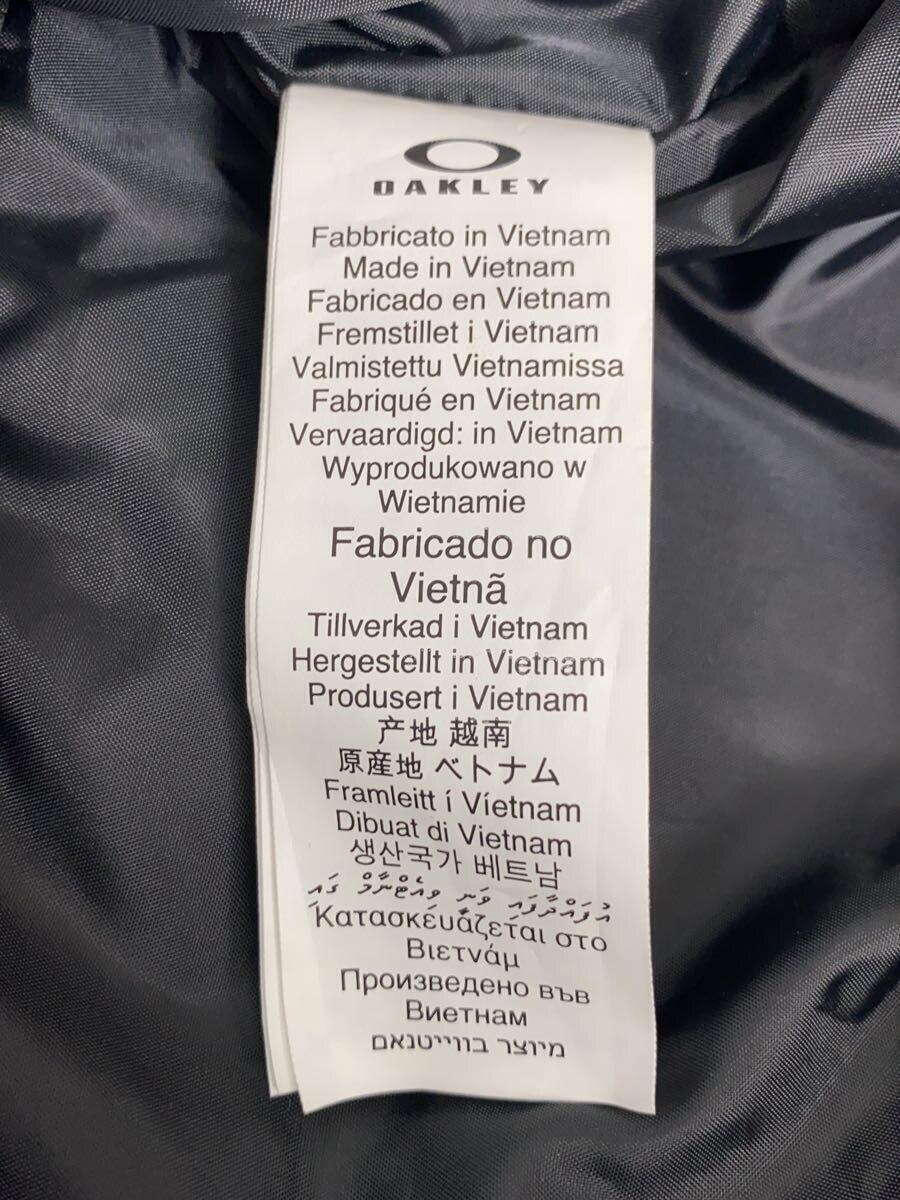 OAKLEY
Fabbricato in Vietnam
Made in Vietnam
Fabricado en Vietnam
Fremstillet i Vietnam
Valmistettu Vietnamissa
Fabriqué en Vietnam
Vervaardigd: in Vietnam
Wyprodukowano w
Wietnamie
Fabricado no
Vietnã
Tillverkad i Vietnam
Hergestellt in Vietnam
Produsert i Vietnam
产地 越南
原産地 ベトナム
Framleitt í Víetnam
Dibuat di Vietnam
생산국가 베트남
Κατασκευάζεται στο
Βιετνάμ
Произведено във
Виетнам
מיוצר בווייטנאם